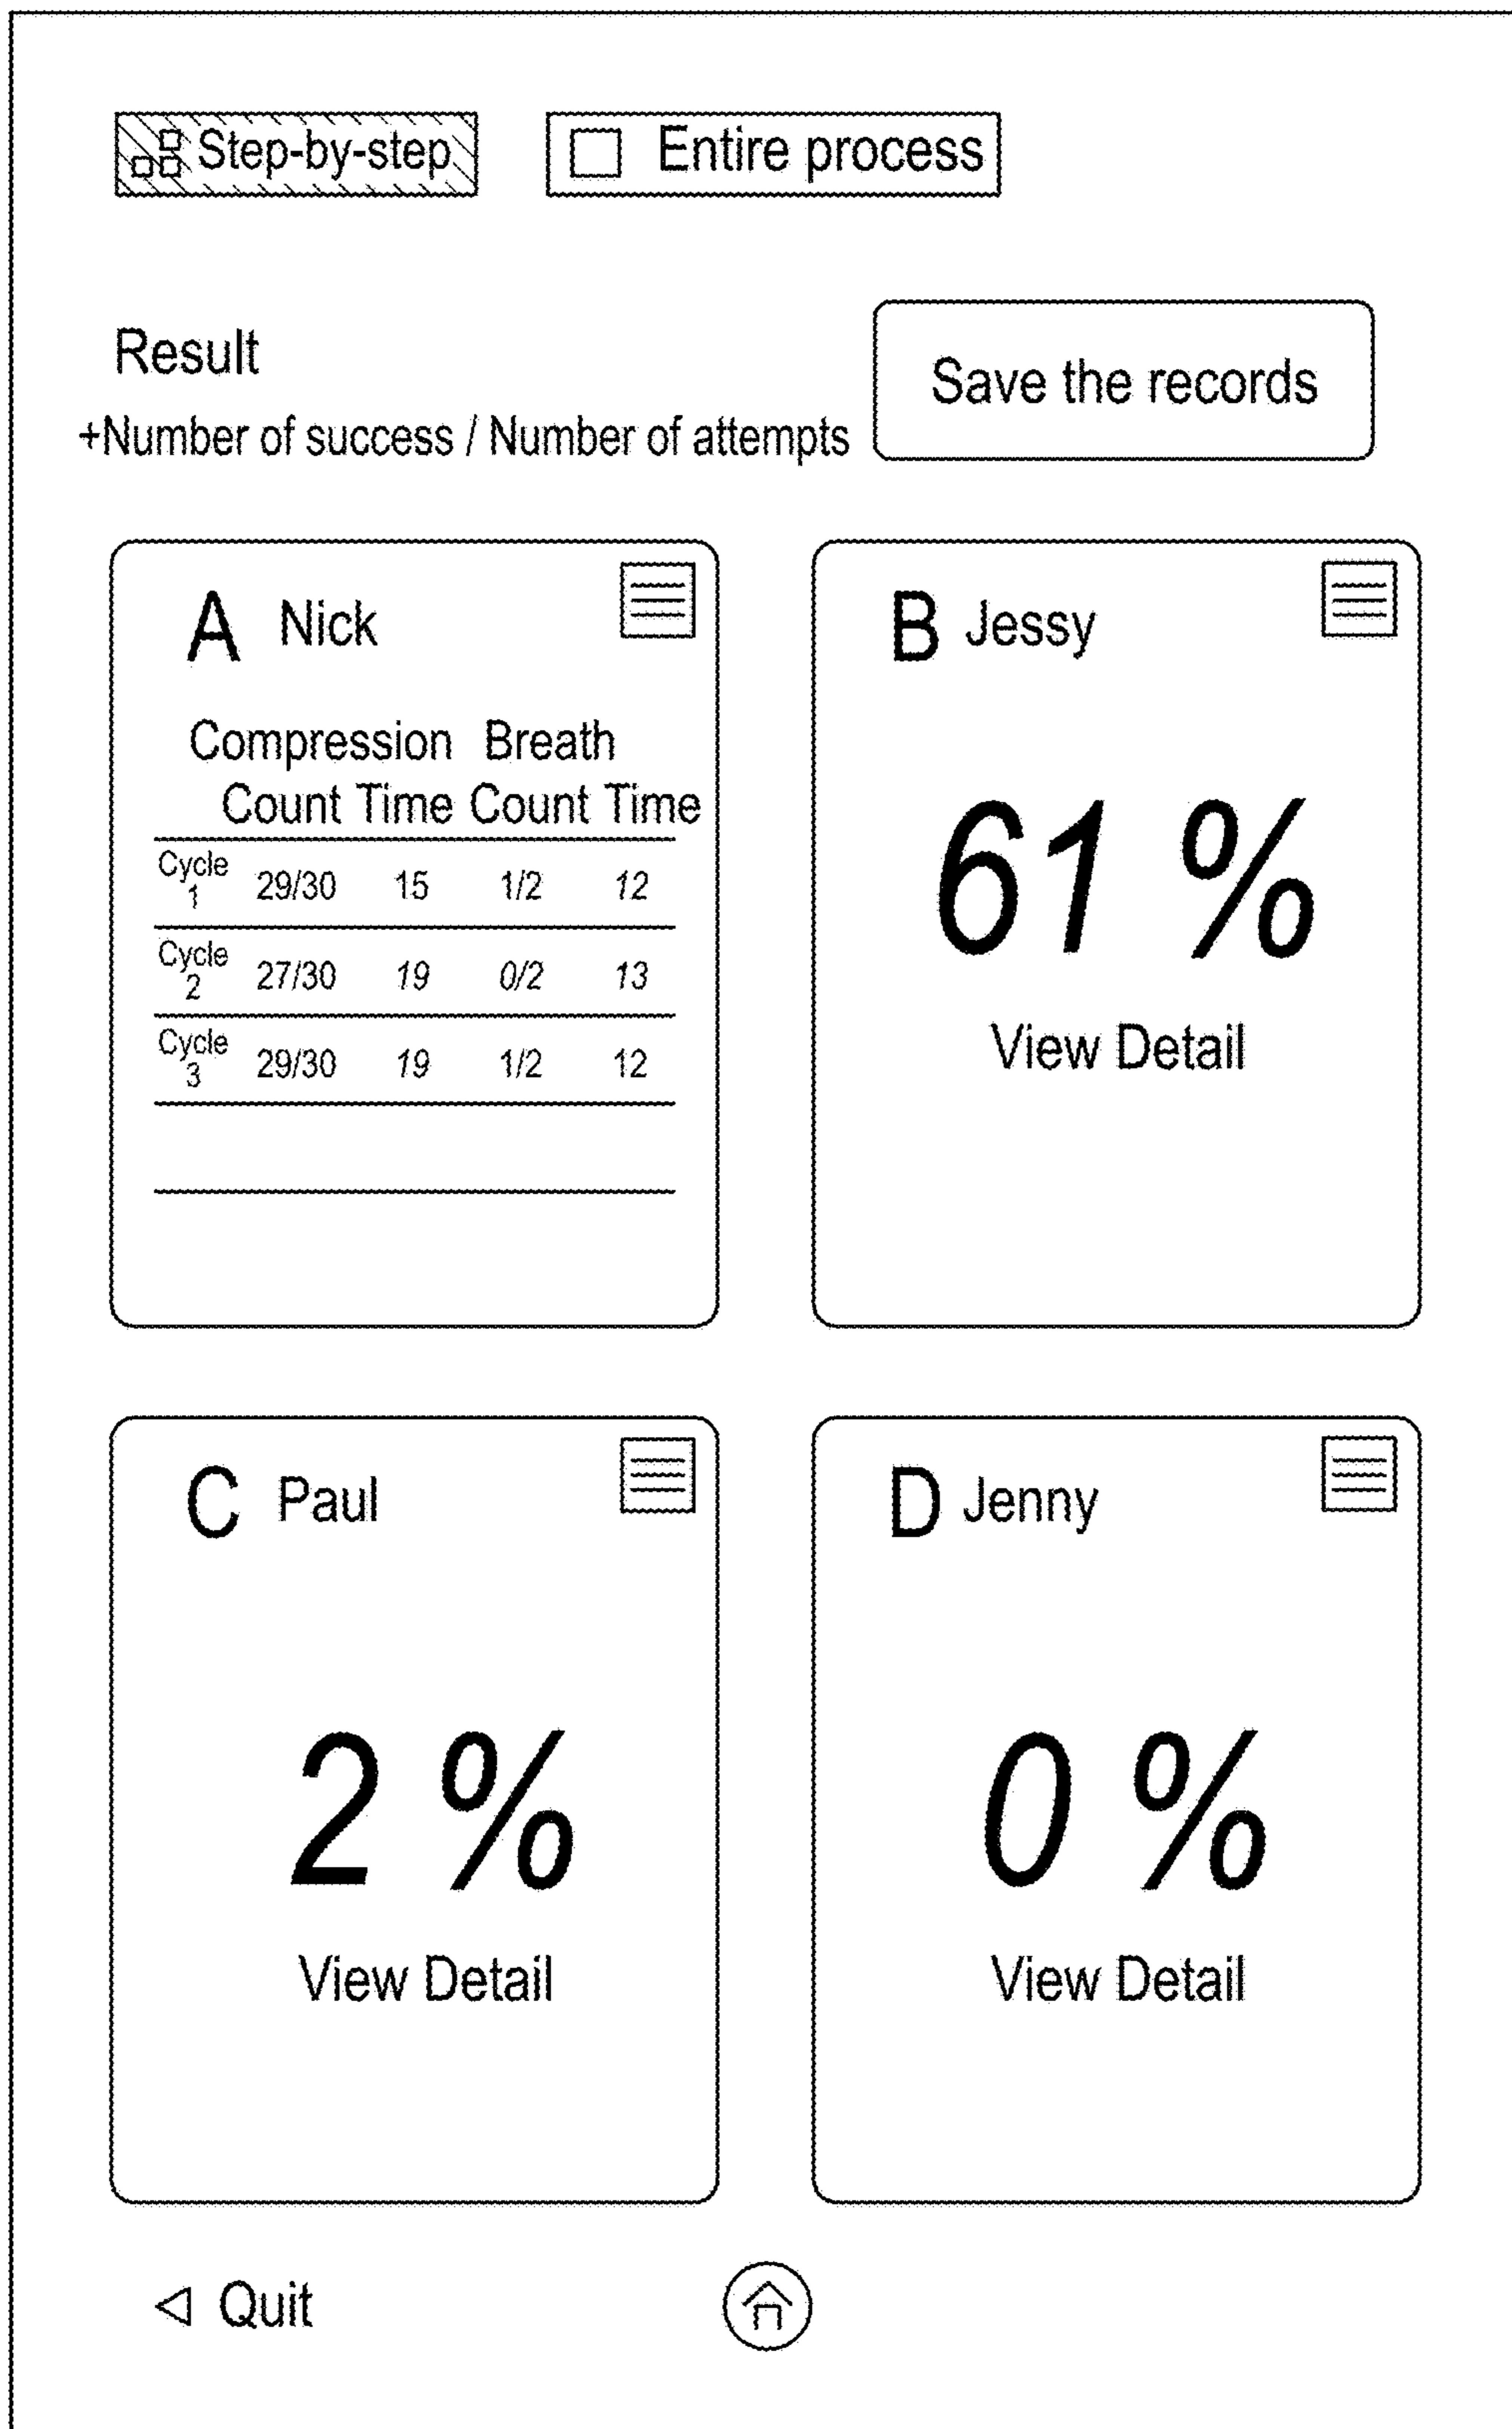 Step-by-step
Entire process
Result
Save the records
+Number of success / Number of attempts
A Nick
Compression Breath
Count Time Count Time
Cycle 1 29/30 15 1/2 12
Cycle 2 27/30 19 0/2 13
Cycle 3 29/30 19 1/2 12
B Jessy
61 %
View Detail
C Paul
2 %
View Detail
D Jenny
0 %
View Detail
Quit